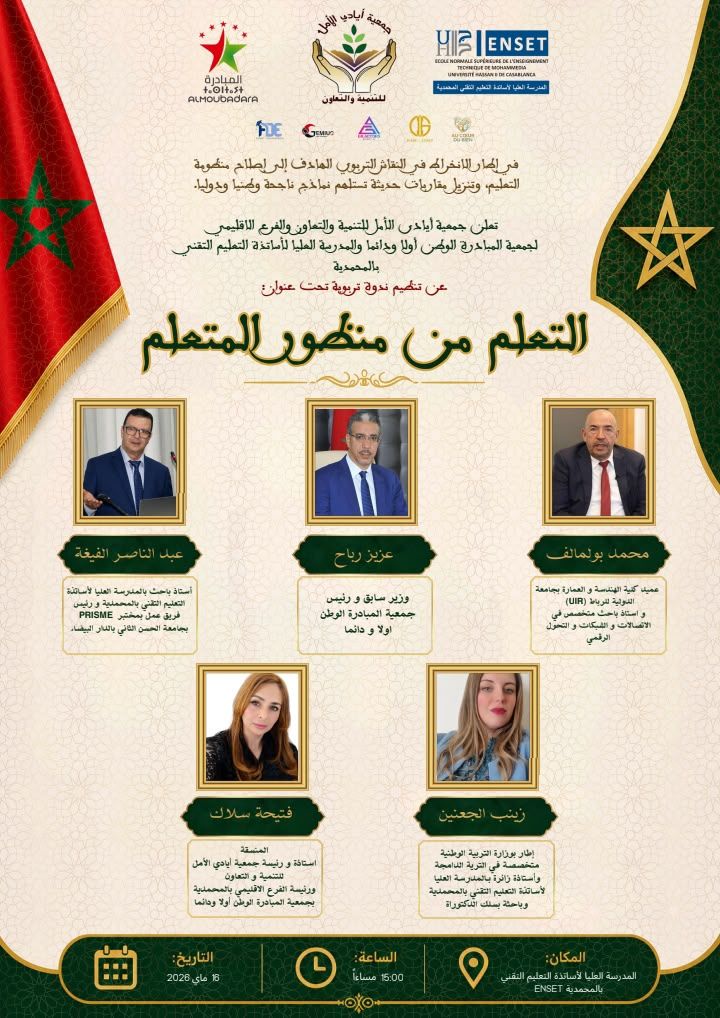 المبادرة
ⵜⴰⵎⵙⵙⵏⵜⵉⵜ
ALMOUBADARA
جمعية أيادي الأمل
للتنمية والتعاون
ENSET
ECOLE NORMALE SUPÉRIEURE DE L'ENSEIGNEMENT
TECHNIQUE DE MOHAMMEDIA
UNIVERSITÉ HASSAN II DE CASABLANCA
المدرسة العليا لأساتذة التعليم التقني المحمدية
AU CŒUR
DU BIEN
في إطار الانخراط في النقاش التربوي الهادف إلى إصلاح منظومة
التعليم، وتنزيل مقاربات حديثة تستلهم نماذج ناجحة وطنيا ودوليا.
تعلن جمعية أيادي الأمل للتنمية والتعاون والفرع الاقليمي
لجمعية المبادرة الوطن أولا ودائما والمدرسة العليا لأساتذة التعليم التقني
بالمحمدية
عن تنظيم ندوة تربوية تحت عنوان:
التعلم من منظور المتعلم
محمد بولمالف
عميد كلية الهندسة و العمارة بجامعة
الدولية للرباط (UIR)
و استاذ باحث متخصص في
الاتصالات و الشبكات و التحول
الرقمي
عزيز رباح
وزير سابق و رئيس
جمعية المبادرة الوطن
اولا و دائما
عبد الناصر الفيغة
أستاذ باحث بالمدرسة العليا لأساتذة
التعليم التقني بالمحمدية و رئيس
فريق عمل بمختبر PRISME
بجامعة الحسن الثاني بالدار البيضاء
زينب الجعنين
إطار بوزارة التربية الوطنية
متخصصة في التربة الدامجة
وأستاذة زائرة بالمدرسة العليا
لأساتذة التعليم التقني بالمحمدية
وباحثة بسلك الدكتوراة
فتيحة سلاك
المنسقة
استاذة و رئيسة جمعية أيادي الأمل
للتنمية و التعاون
ورئيسة الفرع الاقليمي بالمحمدية
بجمعية المبادرة الوطن أولا ودائما
المكان:
المدرسة العليا لأساتذة التعليم التقني
بالمحمدية ENSET
الساعة:
15:00 مساءاً
التاريخ:
16 ماي 2026